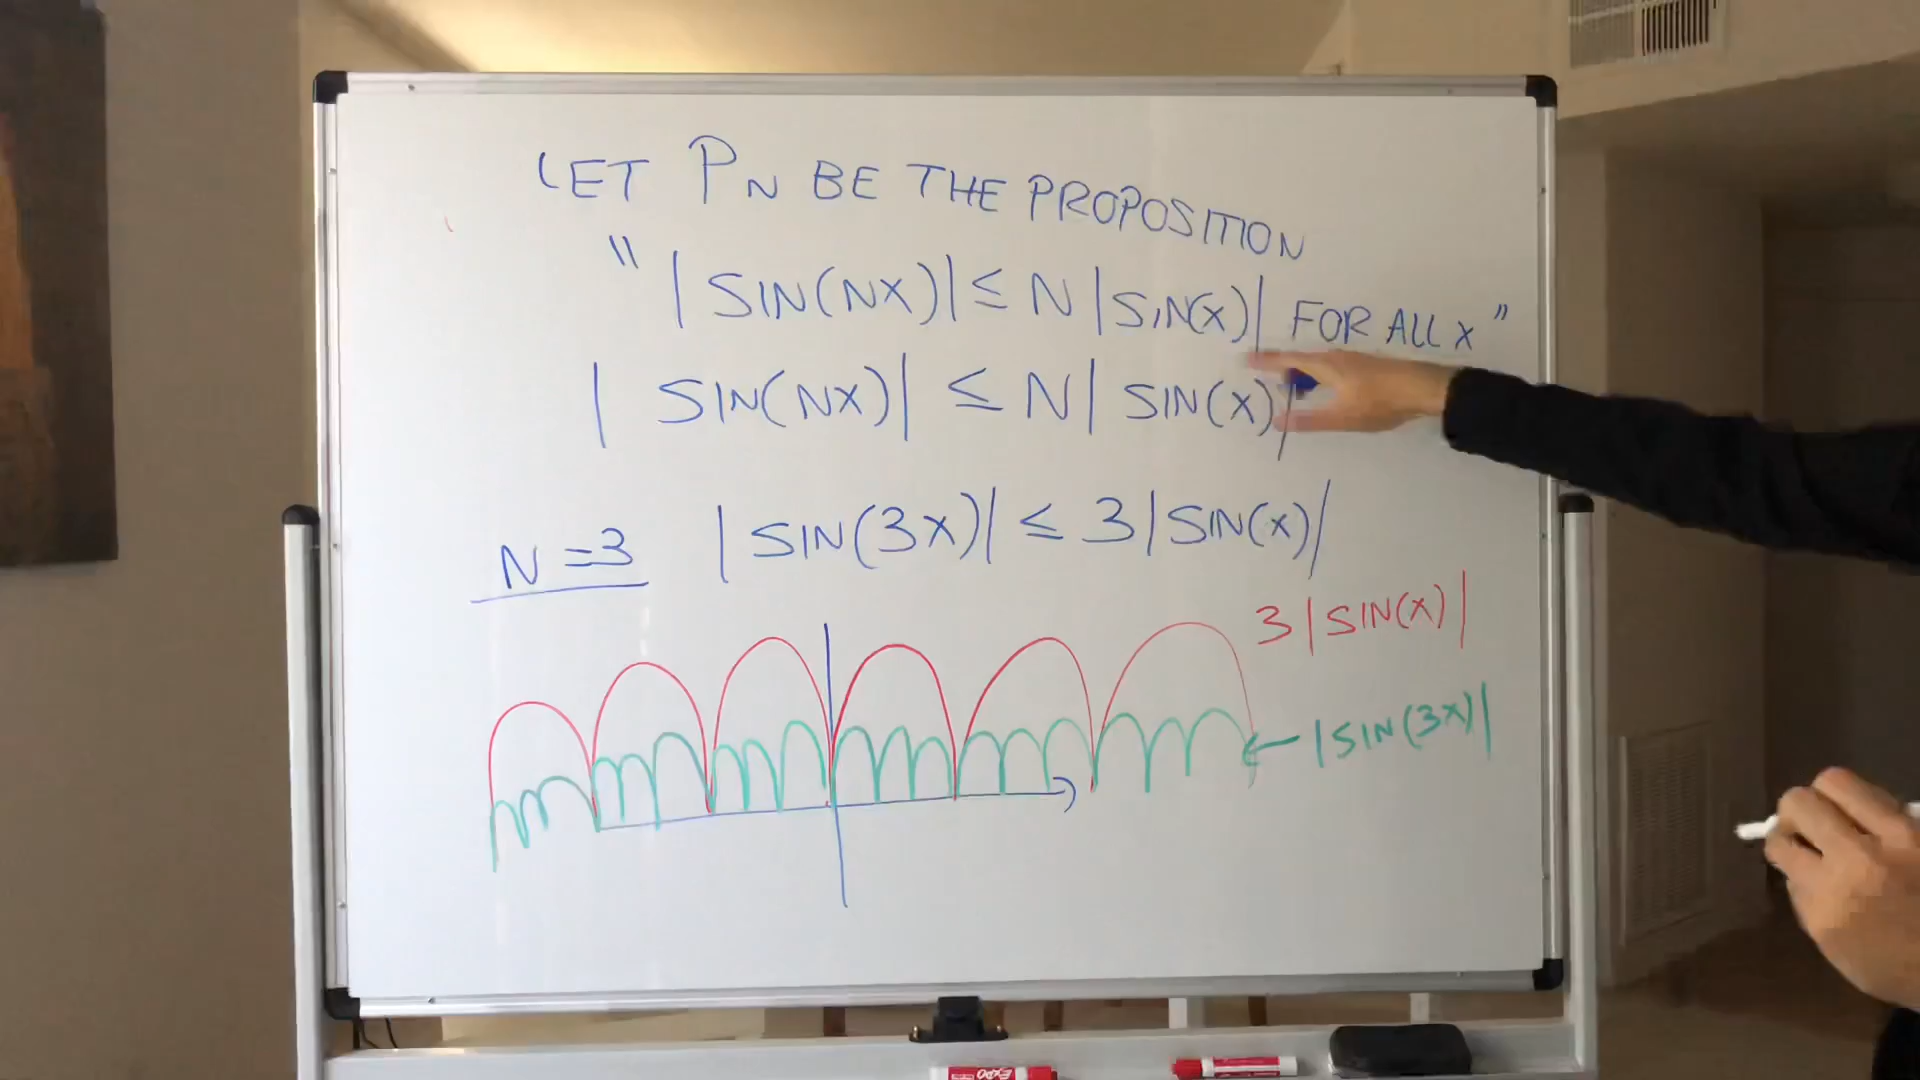 LET PN BE THE PROPOSITION
"|SIN(NX)| ≤ N|SIN(X)| FOR ALL X"
|SIN(NX)| ≤ N|SIN(X)|
N=3 |SIN(3X)| ≤ 3|SIN(X)|
3|SIN(X)|
|SIN(3X)|
EXPO